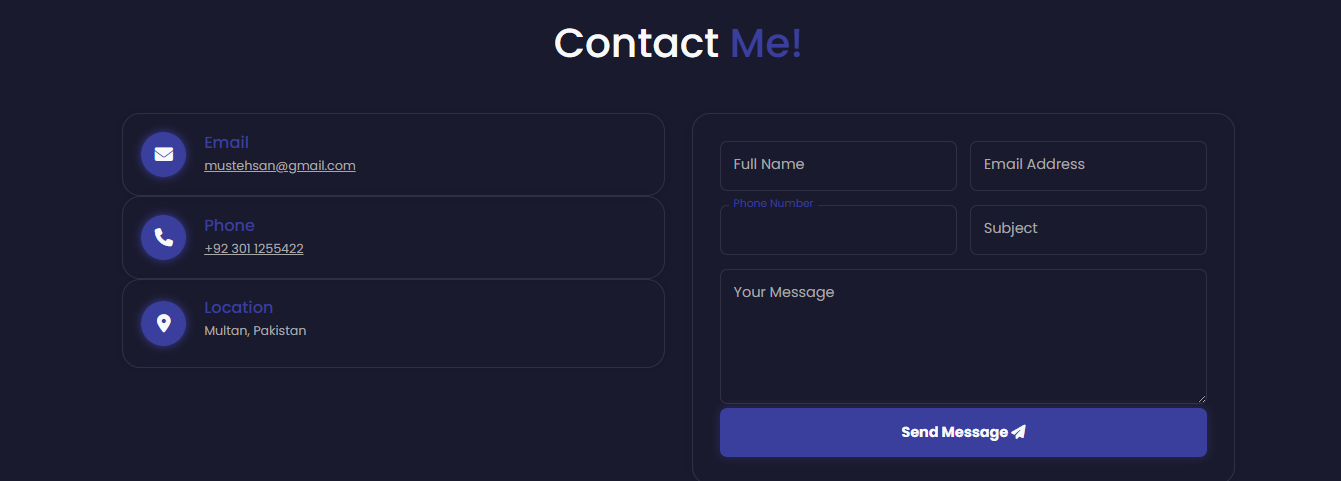 Contact Me!
Email
mustehsan@gmail.com
Phone
+92 301 1255422
Location
Multan, Pakistan
Full Name
Email Address
Phone Number
Subject
Your Message
Send Message